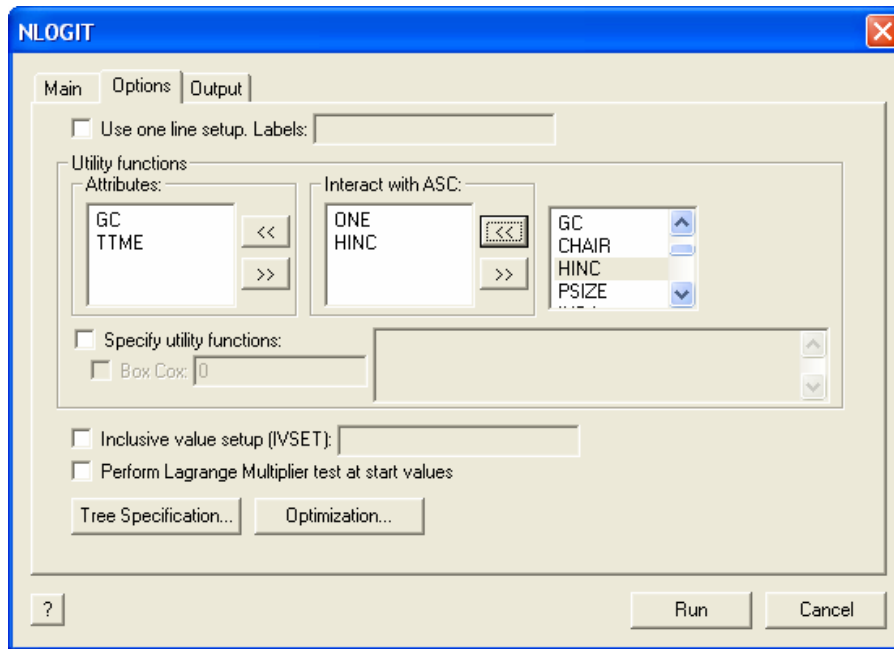 NLOGIT
Main Options Output
Use one line setup. Labels:
Utility functions
Attributes: Interact with ASC:
GC
TTME
<<
>>
ONE
HINC
<<
>>
GC
CHAIR
HINC
PSIZE
Specify utility functions:
Box Cox: 0
Inclusive value setup (IVSET):
Perform Lagrange Multiplier test at start values
Tree Specification... Optimization...
? Run Cancel